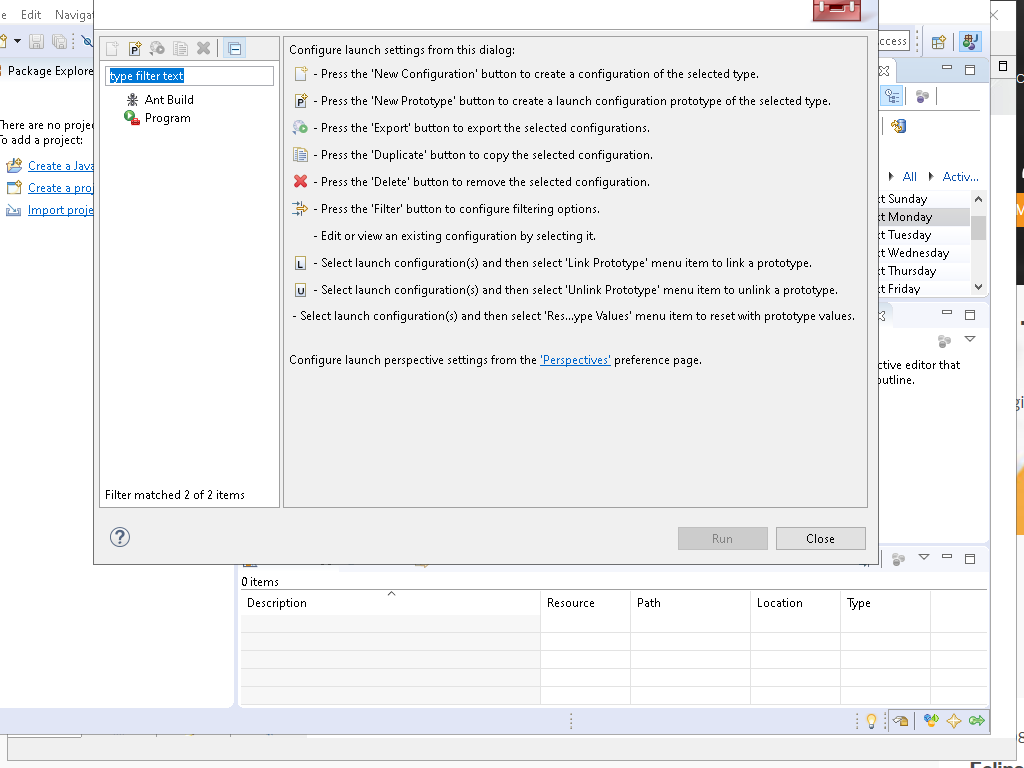 Edit Navigat
Package Explore
type filter text
Ant Build
Program
Filter matched 2 of 2 items
Configure launch settings from this dialog:
- Press the 'New Configuration' button to create a configuration of the selected type.
- Press the 'New Prototype' button to create a launch configuration prototype of the selected type.
- Press the 'Export' button to export the selected configurations.
- Press the 'Duplicate' button to copy the selected configuration.
- Press the 'Delete' button to remove the selected configuration.
- Press the 'Filter' button to configure filtering options.
- Edit or view an existing configuration by selecting it.
- Select launch configuration(s) and then select 'Link Prototype' menu item to link a prototype.
- Select launch configuration(s) and then select 'Unlink Prototype' menu item to unlink a prototype.
- Select launch configuration(s) and then select 'Res...ype Values' menu item to reset with prototype values.
Configure launch perspective settings from the 'Perspectives' preference page.
Run Close
here are no projec
o add a project:
Create a Java
Create a pro
Import proje
ccess
All Activ...
xt Sunday
xt Monday
xt Tuesday
xt Wednesday
xt Thursday
xt Friday
ctive editor that
outline.
0 items
Description Resource Path Location Type